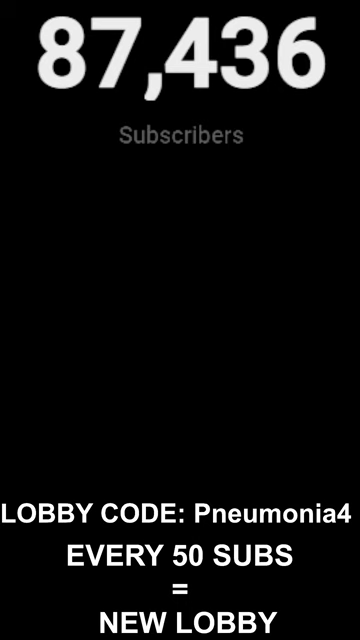 87,436
Subscribers
LOBBY CODE: Pneumonia4
EVERY 50 SUBS
=
NEW LOBBY